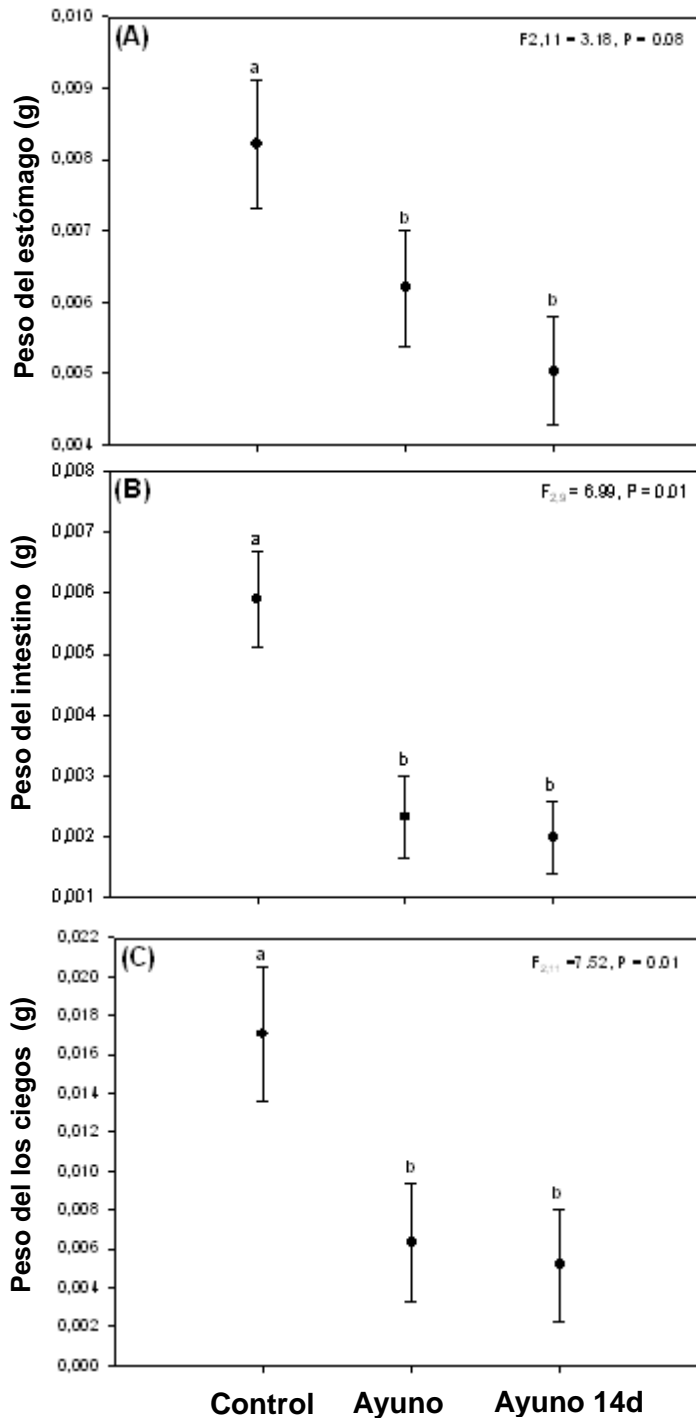 0,010
(A)
F2,11 = 3.18, P = 0.08
a
0,009
0,008
b
0,007
b
0,006
0,005
0,004
Peso del estómago (g)
0,008
(B)
F2,9 = 6.99, P = 0.01
a
0,007
0,006
0,005
0,004
b
b
0,003
0,002
0,001
Peso del intestino (g)
0,022
(C)
F2,11 =7.52, P = 0.01
a
0,020
0,018
0,016
0,014
0,012
b
b
0,010
0,008
0,006
0,004
0,002
0,000
Peso del los ciegos (g)
Control Ayuno Ayuno 14d